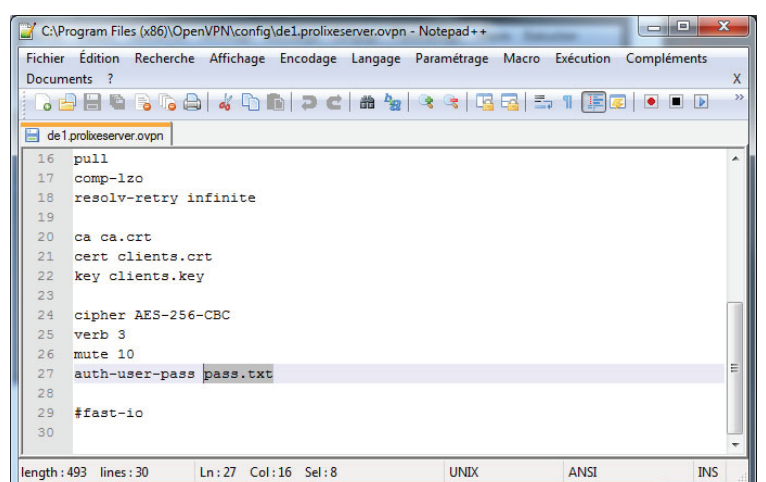 C:\Program Files (x86)\OpenVPN\config\de1.prolixeserver.ovpn - Notepad++
Fichier Édition Recherche Affichage Encodage Langage Paramétrage Macro Exécution Compléments
Documents ? X
de1.prolixeserver.ovpn
16 pull
17 comp-lzo
18 resolv-retry infinite
19
20 ca ca.crt
21 cert clients.crt
22 key clients.key
23
24 cipher AES-256-CBC
25 verb 3
26 mute 10
27 auth-user-pass pass.txt
28
29 #fast-io
30
length : 493 lines : 30 Ln : 27 Col : 16 Sel : 8 UNIX ANSI INS